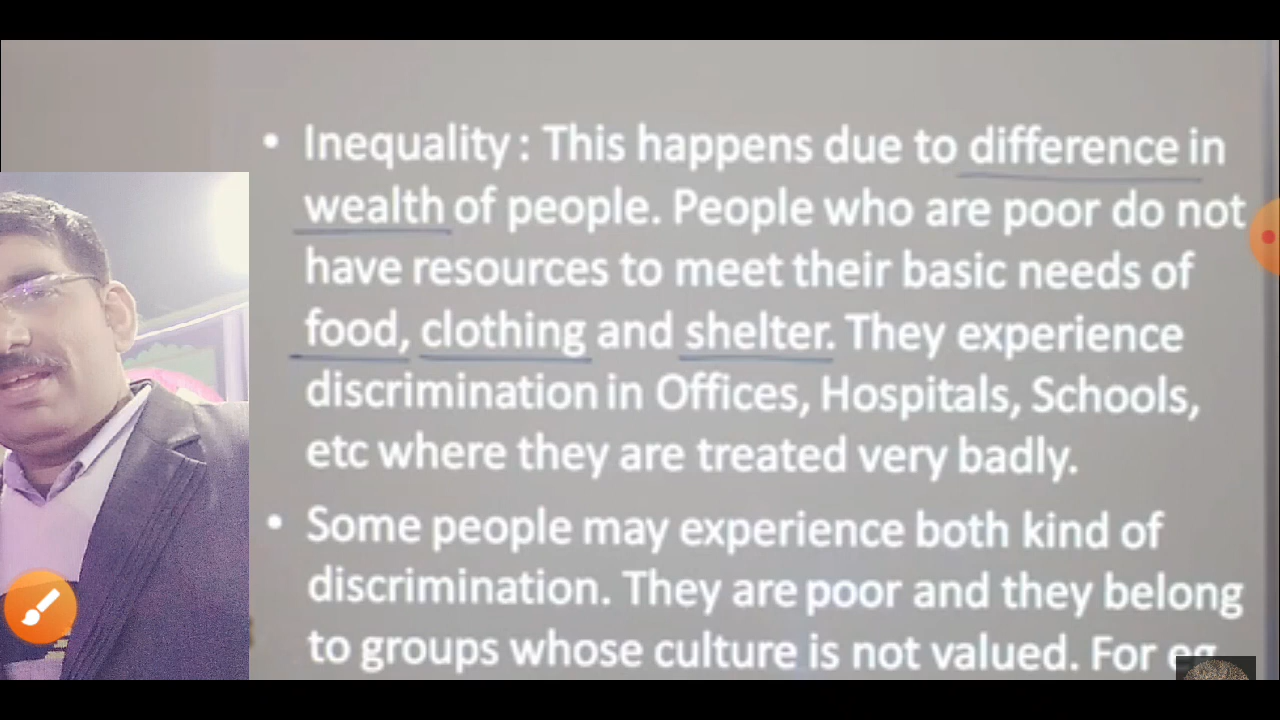 • Inequality : This happens due to difference in
wealth of people. People who are poor do not
have resources to meet their basic needs of
food, clothing and shelter. They experience
discrimination in Offices, Hospitals, Schools,
etc where they are treated very badly.
• Some people may experience both kind of
discrimination. They are poor and they belong
to groups whose culture is not valued. For eg